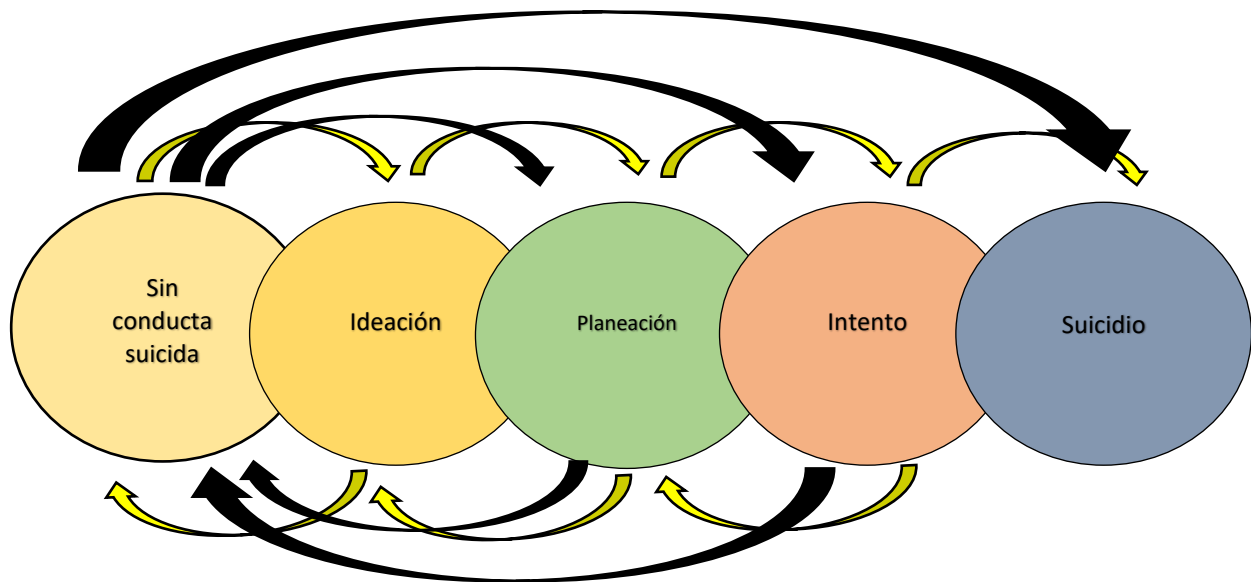 Sin
conducta
suicida
Ideación
Planeación
Intento
Suicidio